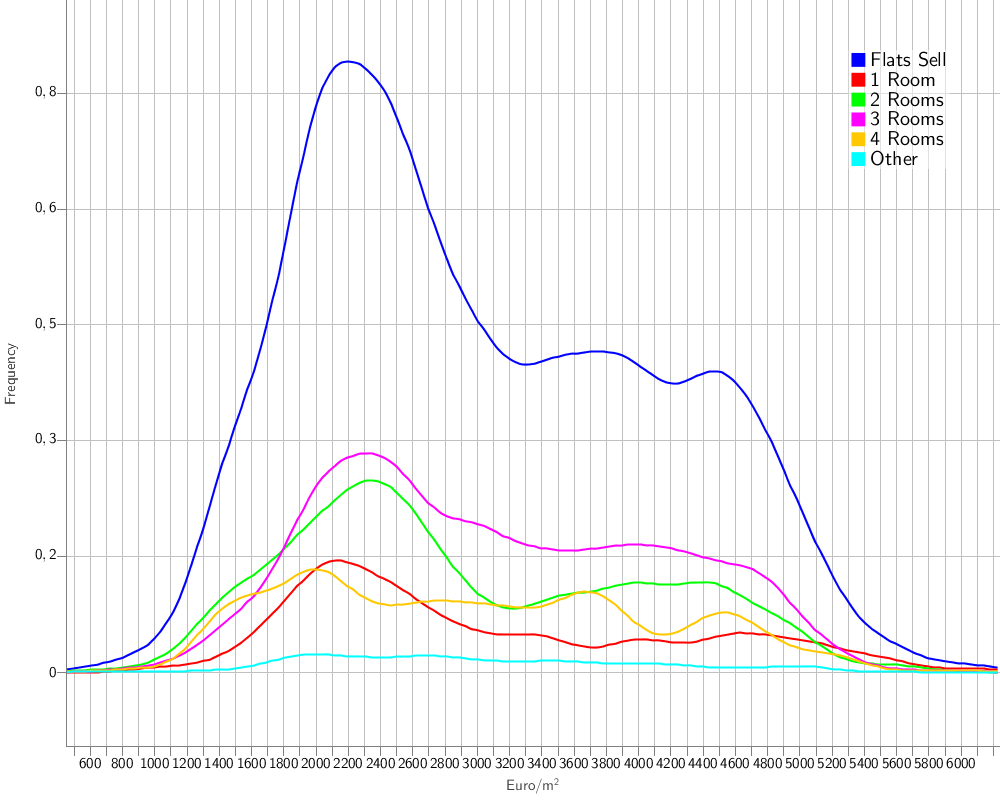 Flats Sell
1 Room
2 Rooms
3 Rooms
4 Rooms
Other
0,8
0,6
0,5
0,3
0,2
0
Frequency
600 800 1000 1200 1400 1600 1800 2000 2200 2400 2600 2800 3000 3200 3400 3600 3800 4000 4200 4400 4600 4800 5000 5200 5400 5600 5800 6000
Euro/m²